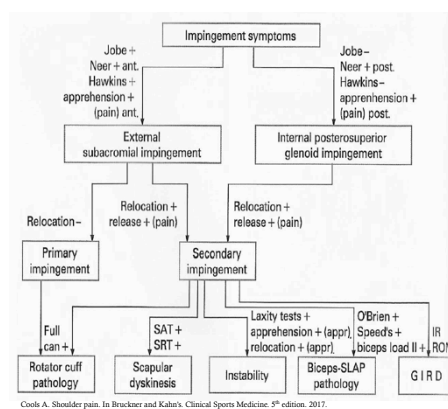 Impingement symptoms
Jobe +
Neer + ant.
Hawkins +
apprehension +
(pain) ant.
Jobe–
Neer + post.
Hawkins–
apprenhension +
(pain) post.
External
subacromial impingement
Internal posterosuperior
glenoid impingement
Relocation–
Relocation+
release + (pain)
Relocation +
release + (pain)
Primary
impingement
Secondary
impingement
Full
can +
SAT +
SRT +
Laxity tests +
apprehension + (appr)
relocation + (appr)
O'Brien +
Speed's +
biceps load II +
IR
ROM
Rotator cuff
pathology
Scapular
dyskinesis
Instability
Biceps-SLAP
pathology
G I R D
Cools A. Shoulder pain. In Bruckner and Kahn's. Clinical Sports Medicine. 5th edition. 2017.